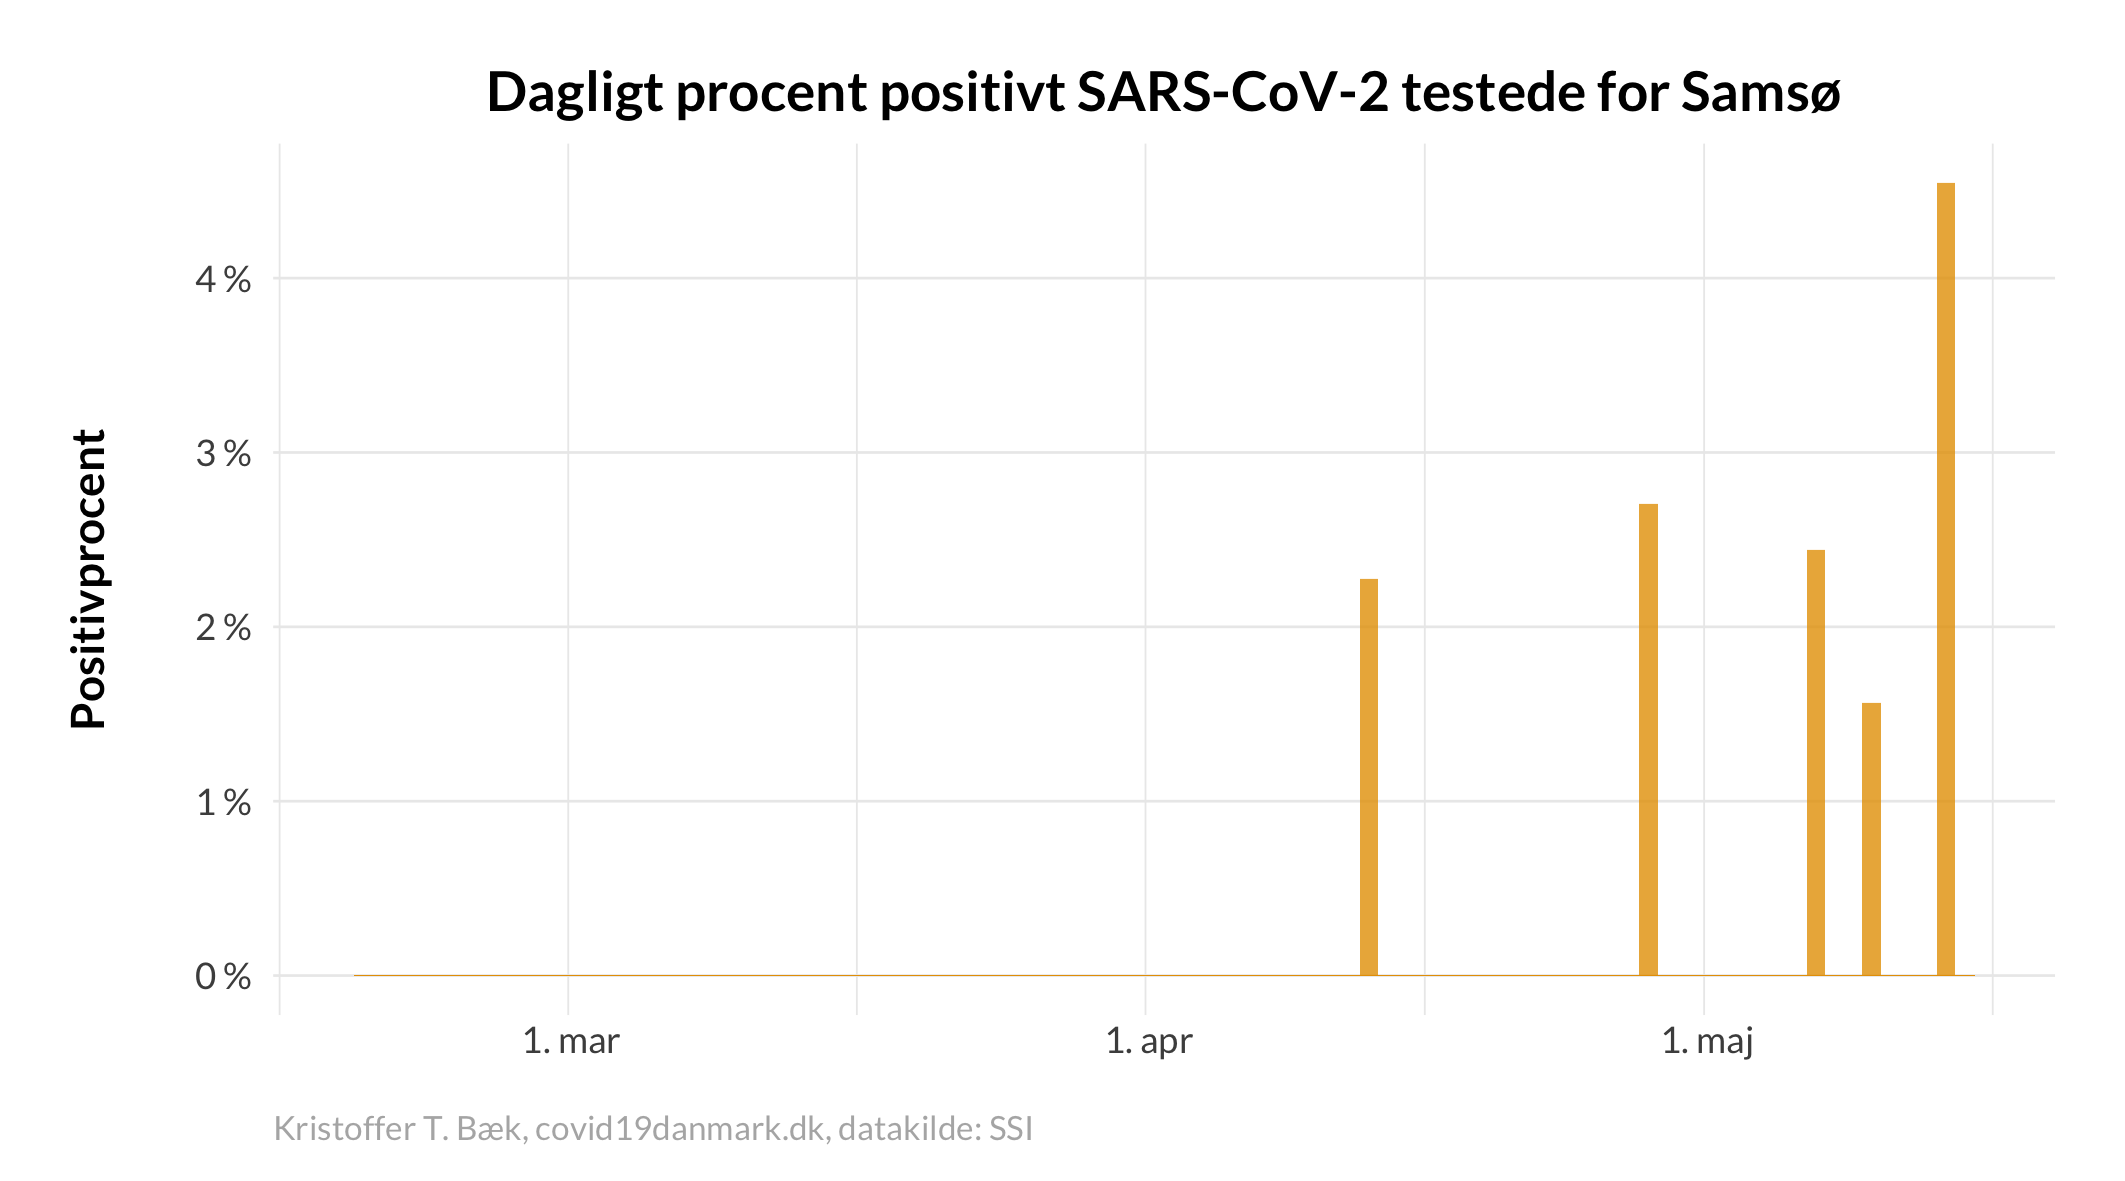 Dagligt procent positivt SARS-CoV-2 testede for Samsø
Positivprocent
4 %
3 %
2 %
1 %
0 %
1. mar
1. apr
1. maj
Kristoffer T. Bæk, covid19danmark.dk, datakilde: SSI